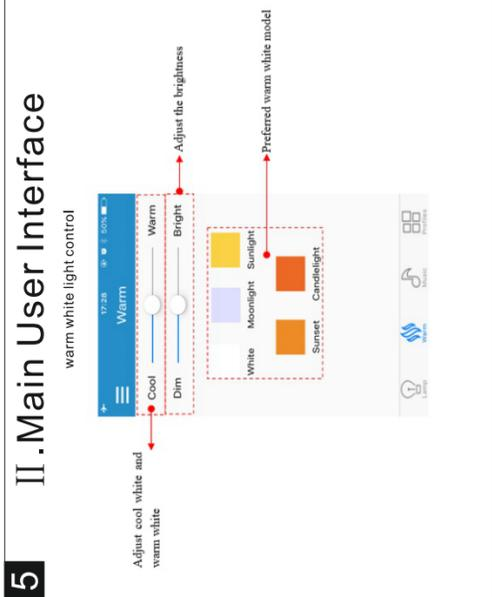 5
II.Main User Interface
warm white light control
17:28
50%
Warm
Cool
Warm
Dim
Bright
White
Moonlight
Sunlight
Sunset
Candlelight
Lamp
Warm
Music
Profiles
Adjust cool white and
warm white
Adjust the brightness
Preferred warm white model